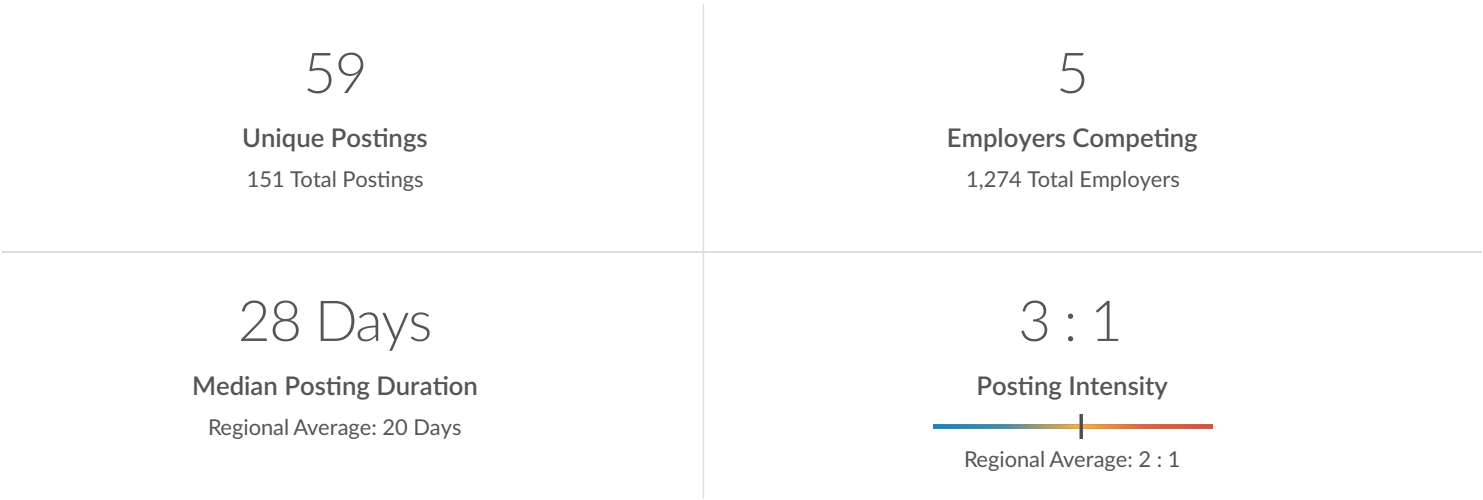 59
Unique Postings
151 Total Postings
5
Employers Competing
1,274 Total Employers
28 Days
Median Posting Duration
Regional Average: 20 Days
3 : 1
Posting Intensity
Regional Average: 2 : 1